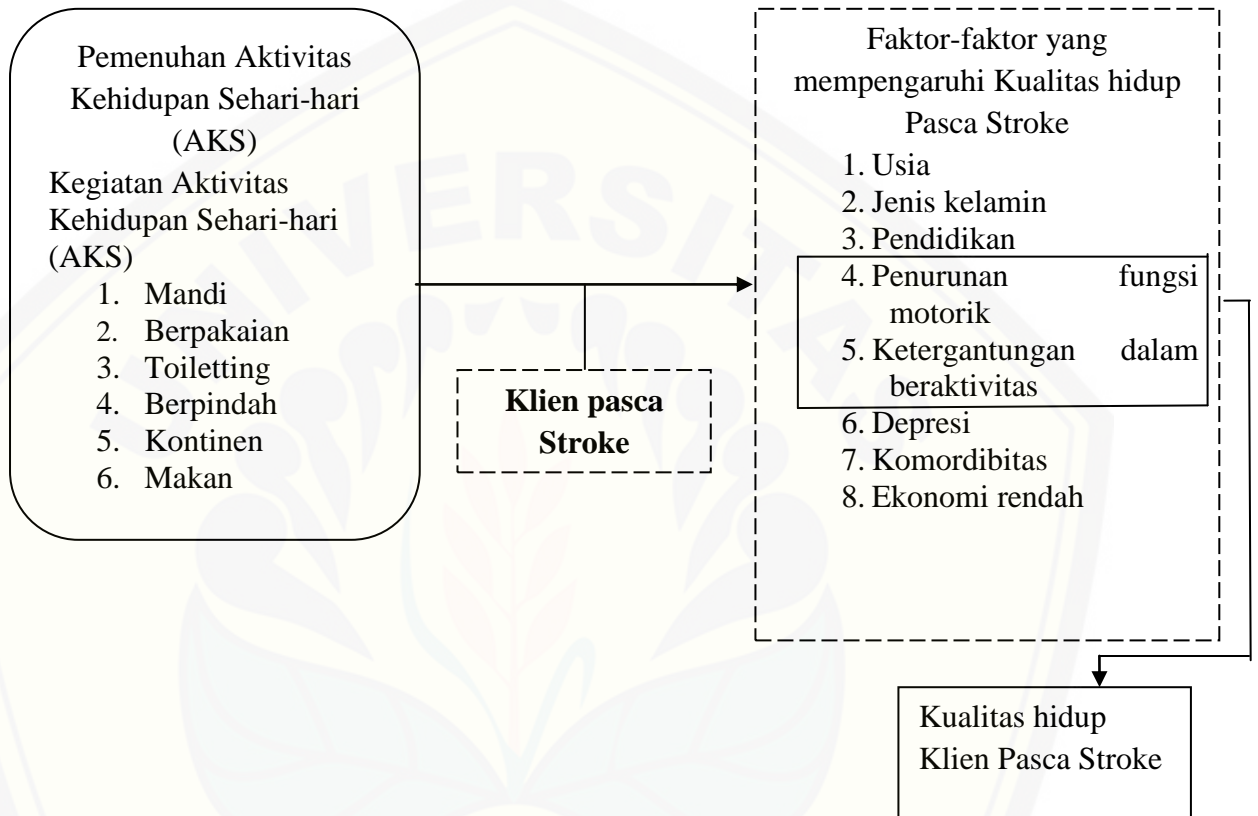 Pemenuhan Aktivitas
Kehidupan Sehari-hari
(AKS)
Kegiatan Aktivitas
Kehidupan Sehari-hari
(AKS)
1. Mandi
2. Berpakaian
3. Toiletting
4. Berpindah
5. Kontinen
6. Makan
Klien pasca
Stroke
Faktor-faktor yang
mempengaruhi Kualitas hidup
Pasca Stroke
1. Usia
2. Jenis kelamin
3. Pendidikan
4. Penurunan fungsi
motorik
5. Ketergantungan dalam
beraktivitas
6. Depresi
7. Komordibitas
8. Ekonomi rendah
Kualitas hidup
Klien Pasca Stroke
UNIVERSITAS